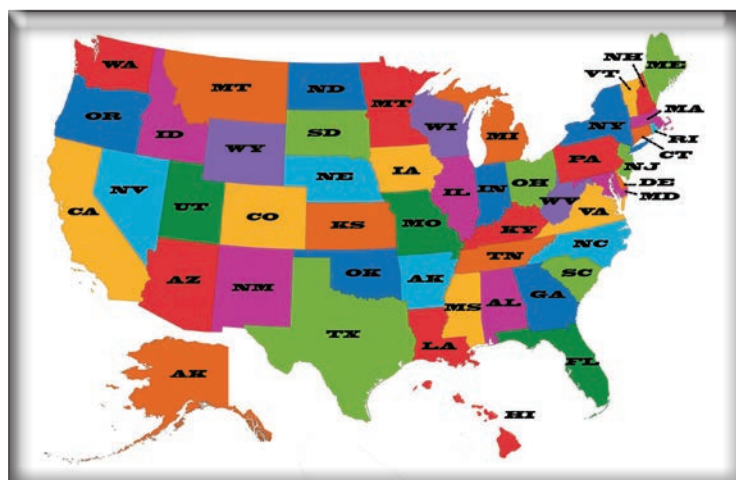 WA
MT
ND
MT
OR
ID
WY
SD
WI
MI
VT
NH
ME
MA
NY
RI
CT
PA
NJ
DE
MD
NV
UT
CA
CO
NE
IA
IL
IN
OH
WV
VA
KS
MO
KY
NC
TN
SC
AZ
NM
OK
AK
MS
AL
GA
TX
LA
FL
AK
HI